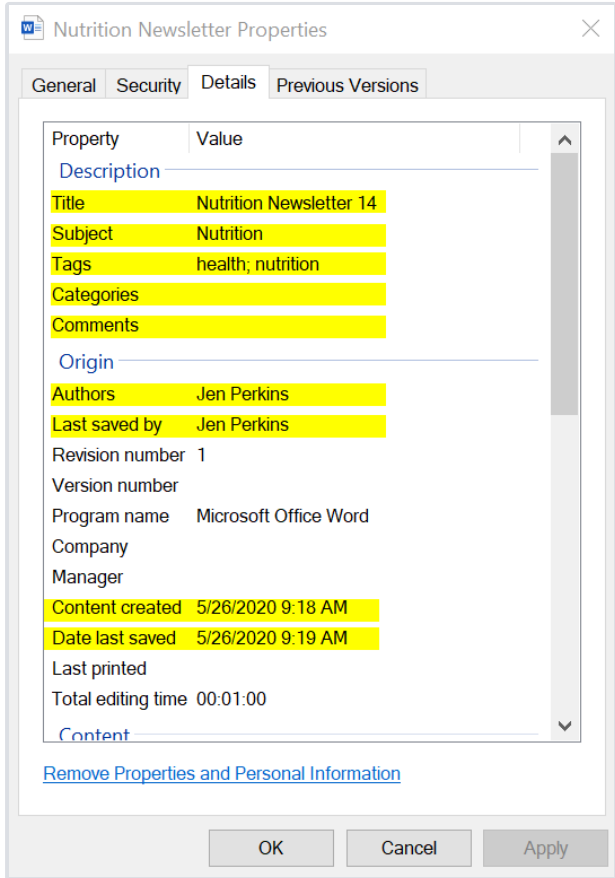 Nutrition Newsletter Properties
General Security Details Previous Versions
Property Value
Description
Title Nutrition Newsletter 14
Subject Nutrition
Tags health; nutrition
Categories
Comments
Origin
Authors Jen Perkins
Last saved by Jen Perkins
Revision number 1
Version number
Program name Microsoft Office Word
Company
Manager
Content created 5/26/2020 9:18 AM
Date last saved 5/26/2020 9:19 AM
Last printed
Total editing time 00:01:00
Content
Remove Properties and Personal Information
OK Cancel Apply